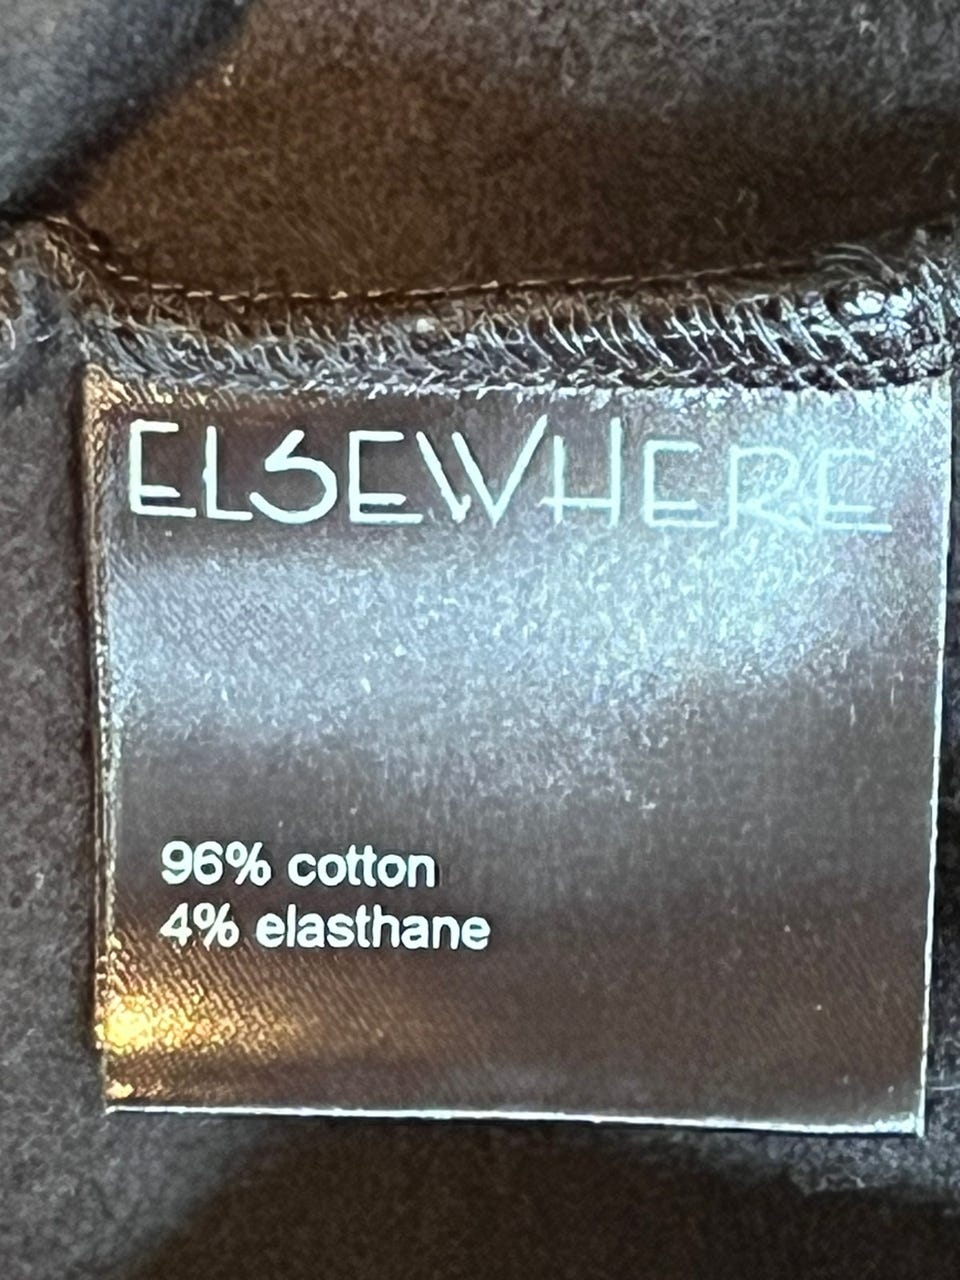 ELSEWHERE
96% cotton
4% elasthane